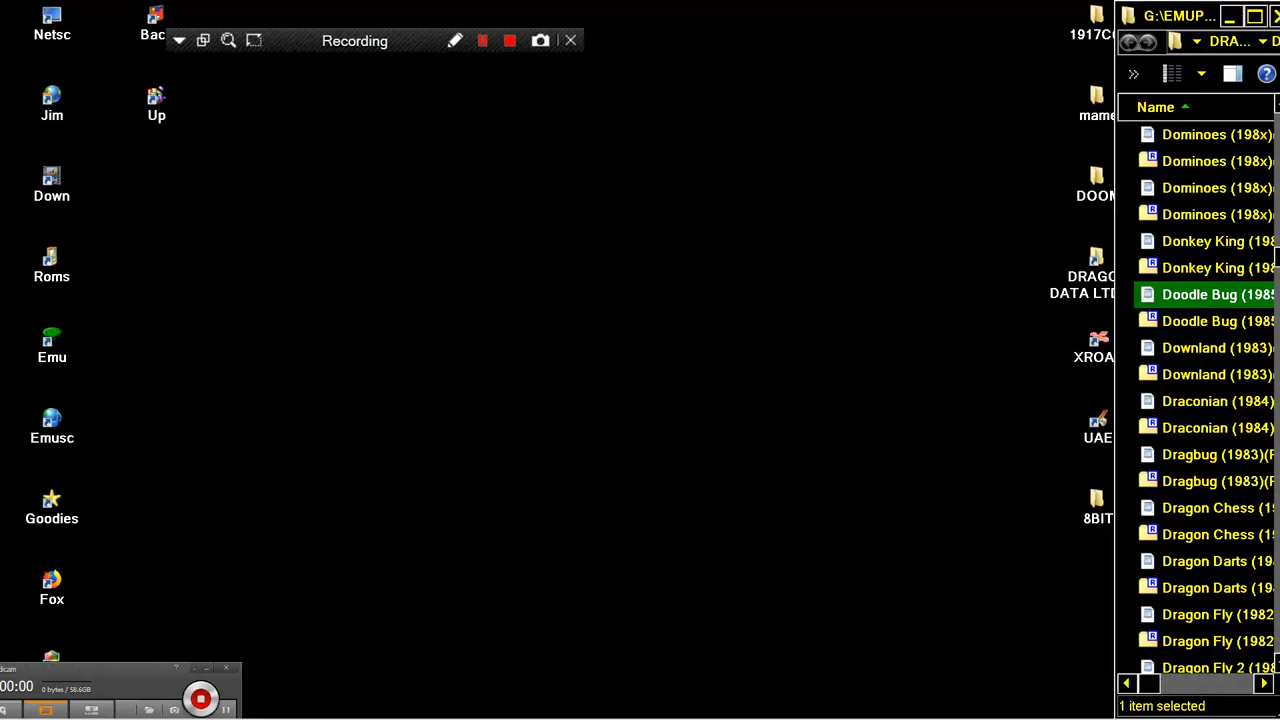 Netsc
Bac
Jim
Up
Down
Roms
Emu
Emusc
Goodies
Fox
Recording
1917CO
mame
DOOM
DRAGO
DATA LTD
XROA
UAE
8BIT
G:\EMUP...
DRA...
D
Name
Dominoes (198x)(
Dominoes (198x)(
Dominoes (198x)(
Dominoes (198x)(
Donkey King (198
Donkey King (198
Doodle Bug (1985
Doodle Bug (1985
Downland (1983)(
Downland (1983)(
Draconian (1984)
Draconian (1984)
Dragbug (1983)(F
Dragbug (1983)(F
Dragon Chess (1
Dragon Chess (1
Dragon Darts (19
Dragon Darts (19
Dragon Fly (1982
Dragon Fly (1982
Dragon Fly 2 (198
1 item selected
dicam
00:00
0 bytes / 58.6GB